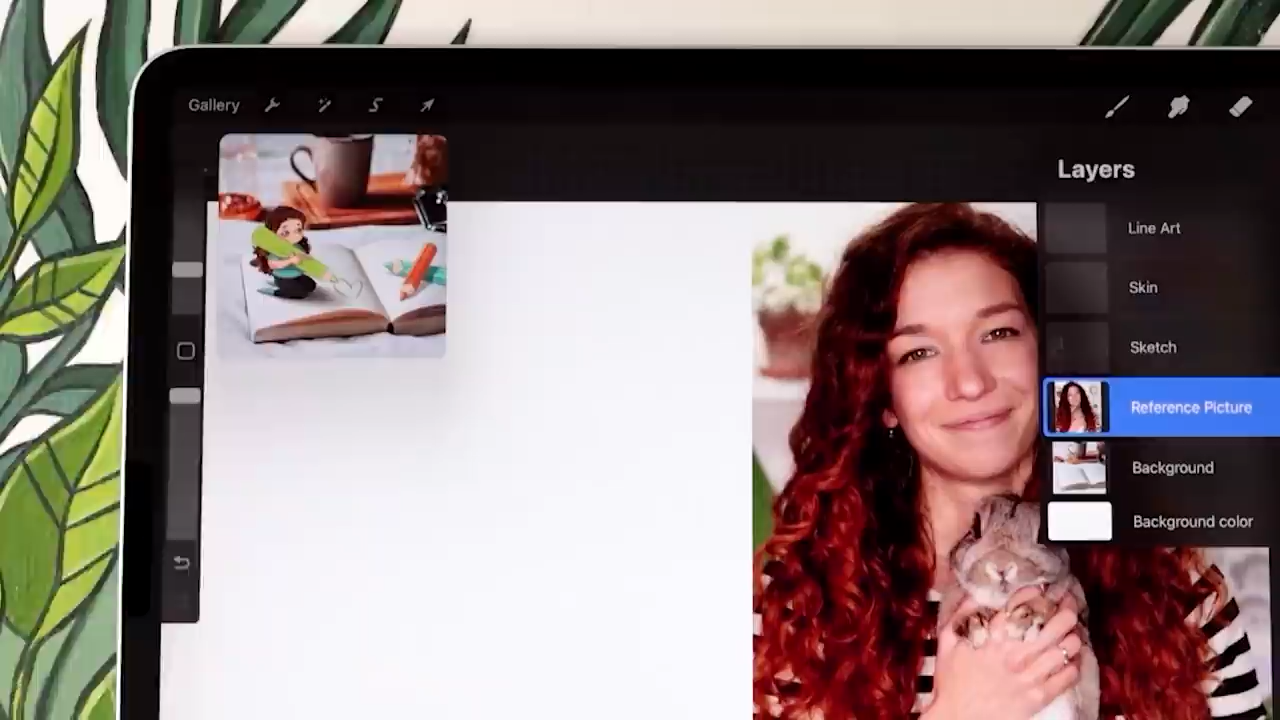 Gallery
Layers
Line Art
Skin
Sketch
Reference Picture
Background
Background color